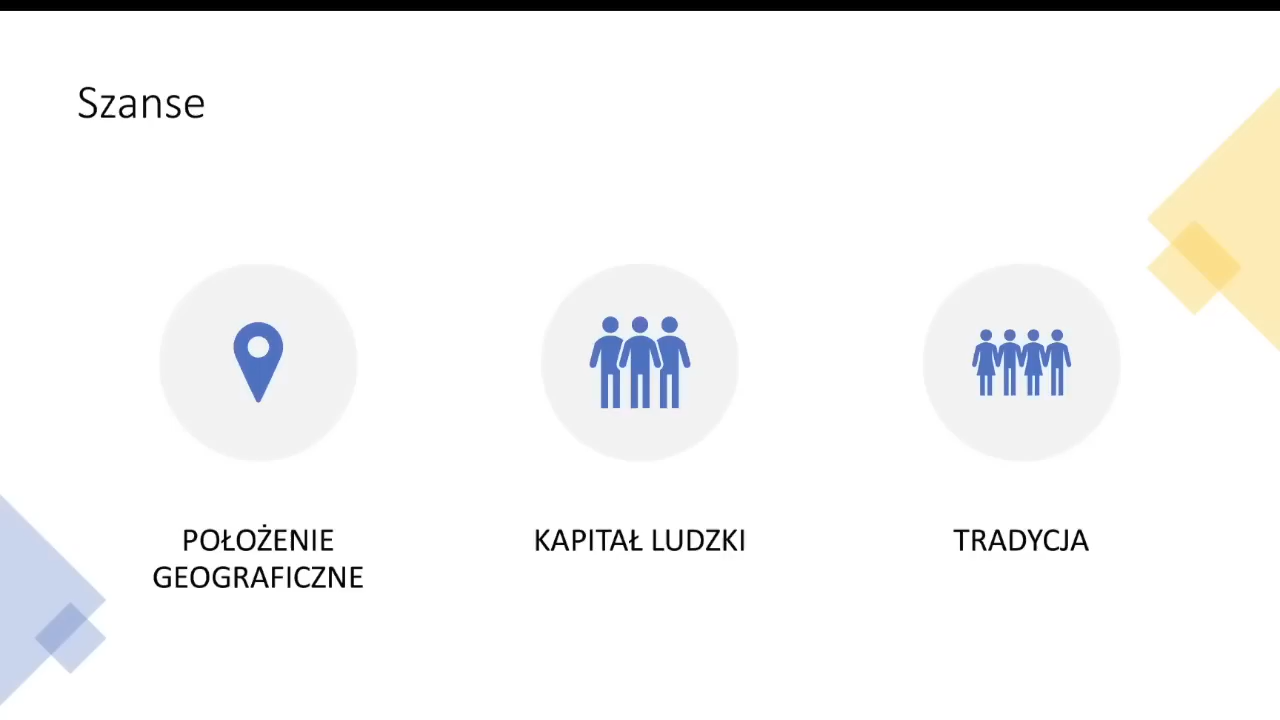 Szanse
POŁOŻENIE
GEOGRAFICZNE
KAPITAŁ LUDZKI
TRADYCJA